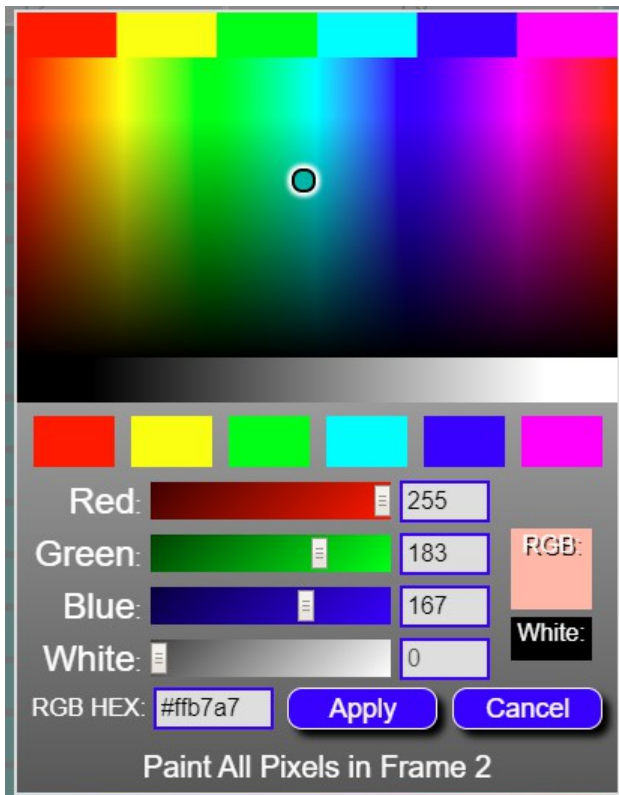 Red: 255
Green: 183
RGB:
Blue: 167
White:
White: 0
RGB HEX: #ffb7a7 Apply Cancel
Paint All Pixels in Frame 2